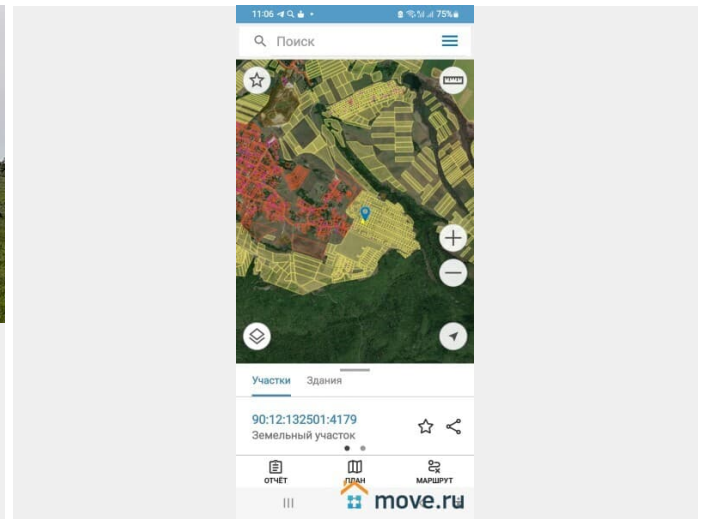 11:06
75%
Поиск
Участки Здания
90:12:132501:4179
Земельный участок
ОТЧЁТ ПЛАН МАРШРУТ
move.ru